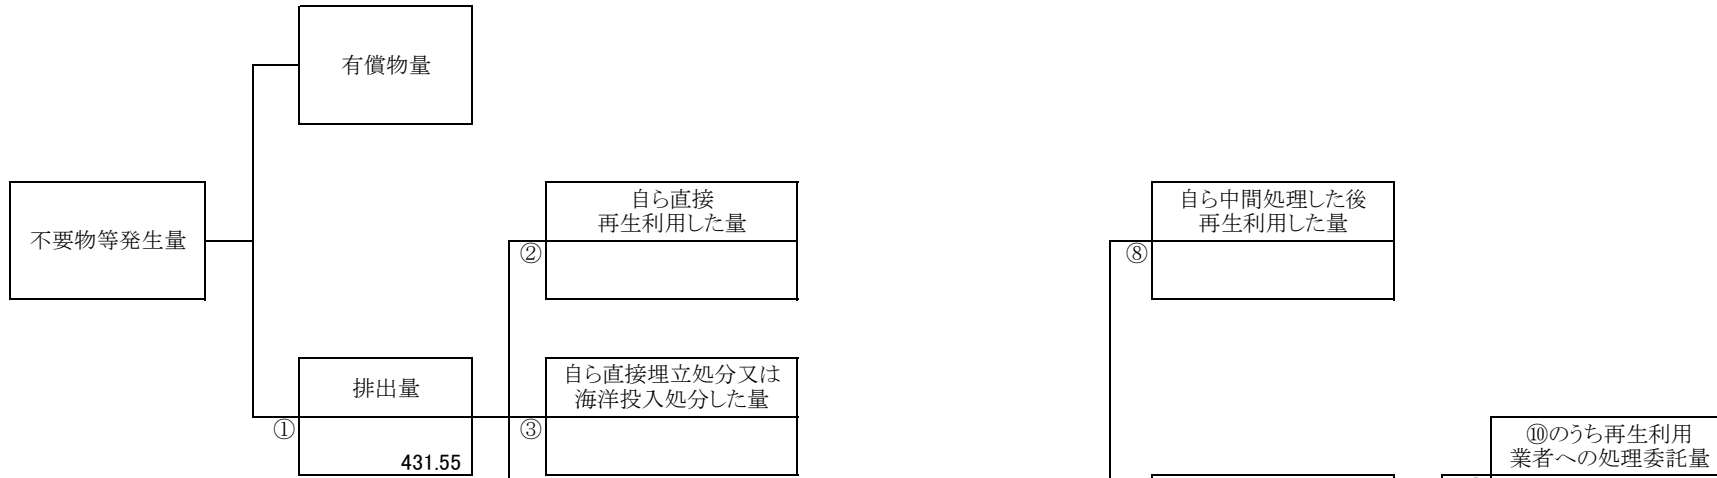 有償物量
不要物等発生量
自ら直接
再生利用した量
②
自ら中間処理した後
再生利用した量
⑧
排出量
①
431.55
自ら直接埋立処分又は
海洋投入処分した量
③
⑩のうち再生利用
業者への処理委託量